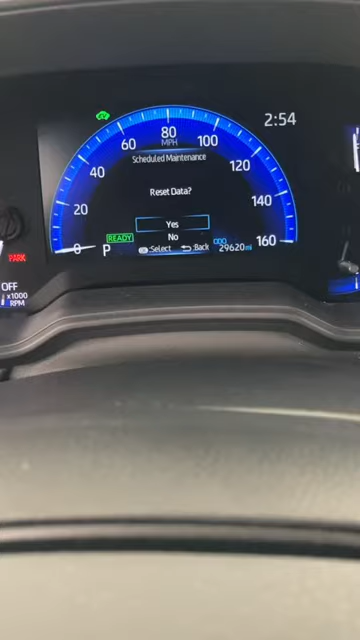 2:54
80
MPH
60
100
40
120
20
140
0
160
Scheduled Maintenance
Reset Data?
Yes
No
:Select :Back
READY
P
ODO
29620 mi
PARK
OFF
x1000
RPM